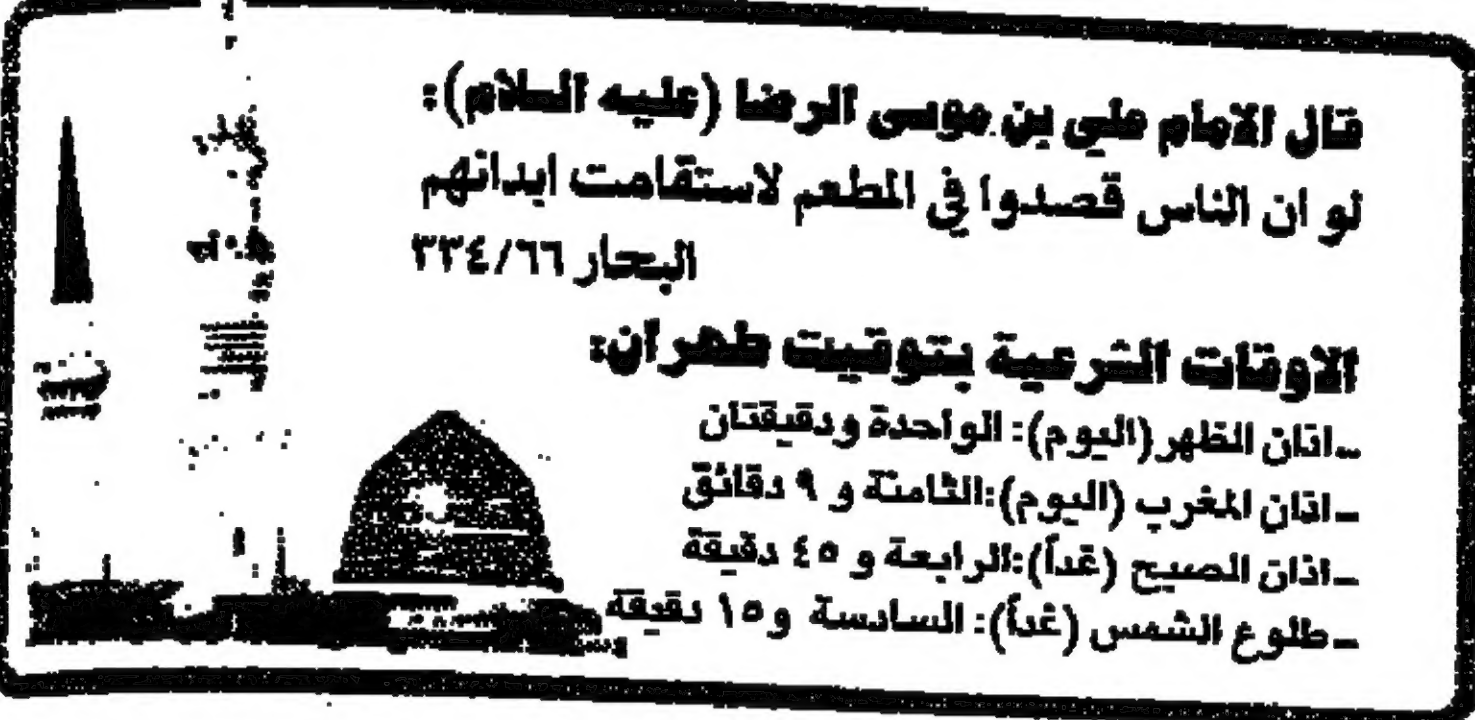 قال الامام علي بن موسى الرضا (عليه السلام):
لو ان الناس قصدوا في المطعم لاستقامت ابدانهم
البحار ٣٣٤/٦٦
الاوقات الشرعية بتوقيت طهران:
ـ اذان الظهر (اليوم): الواحدة ودقيقتان
ـ اذان المغرب (اليوم): الثامنة و ٩ دقائق
ـ اذان الصبح (غداً): الرابعة و ٤٥ دقيقة
ـ طلوع الشمس (غداً): السادسة و ١٥ دقيقة